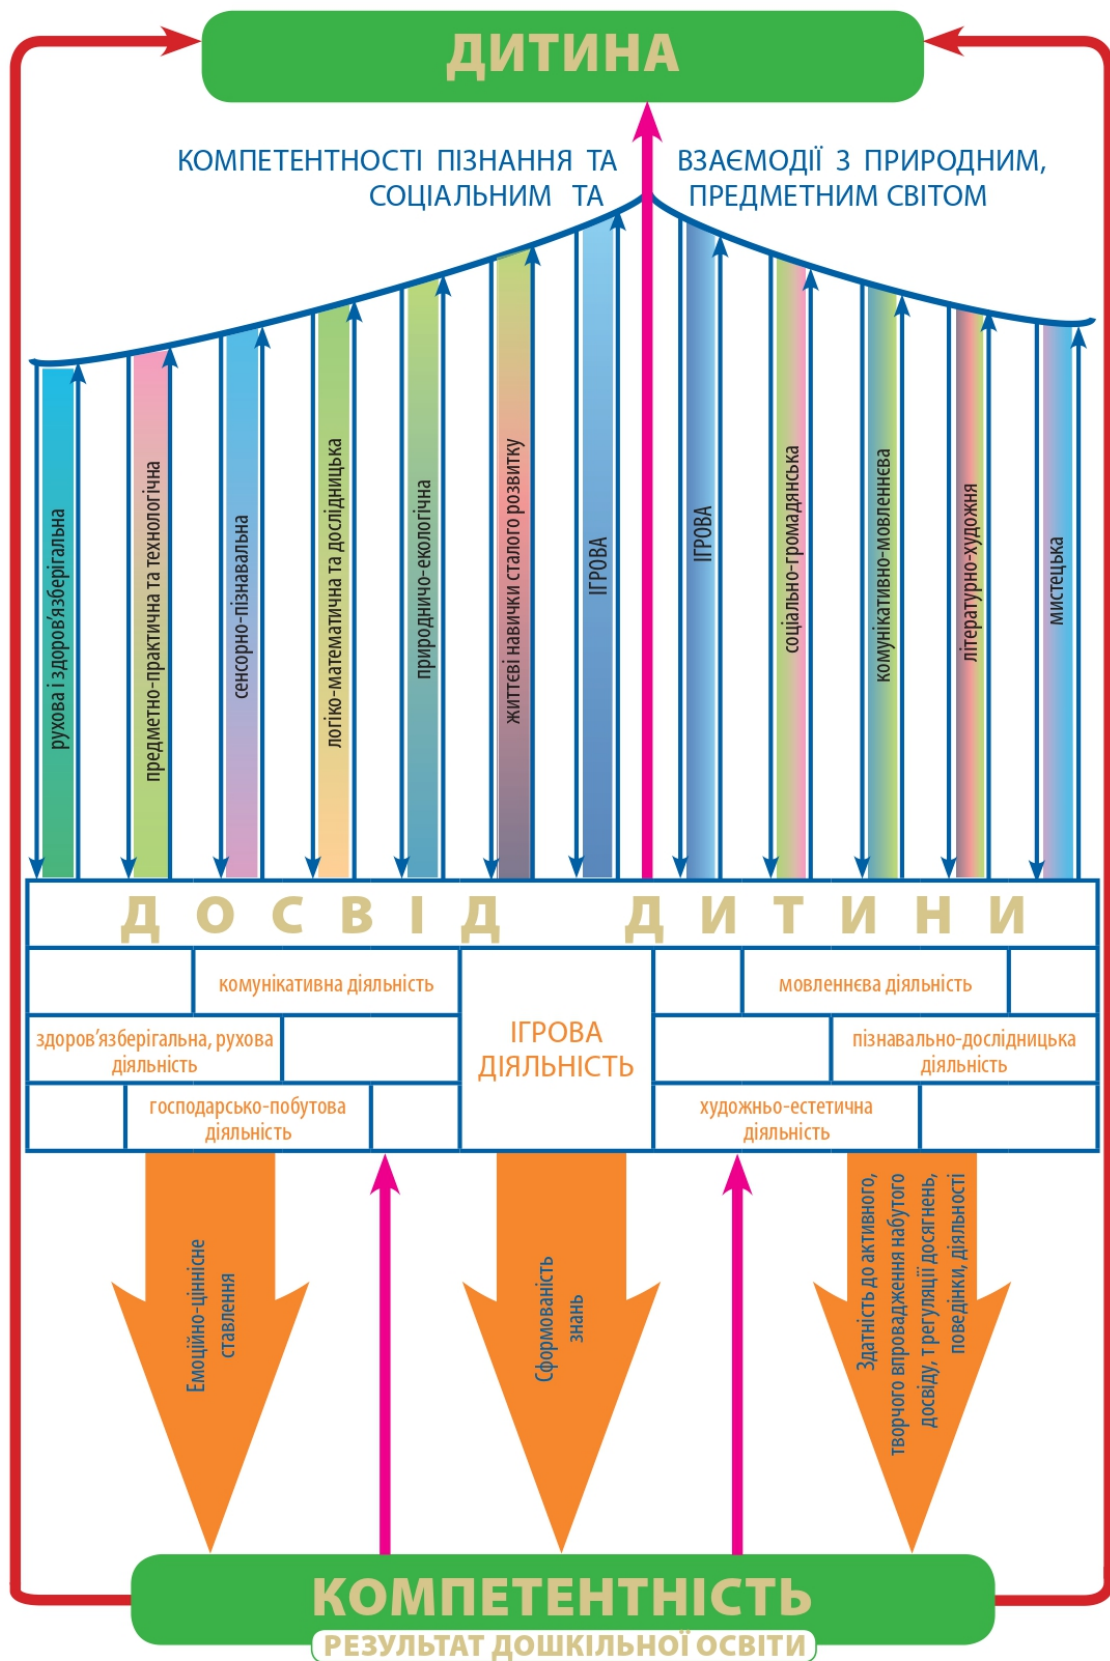 ДИТИНА
КОМПЕТЕНТНОСТІ ПІЗНАННЯ ТА ВЗАЄМОДІЇ З ПРИРОДНИМ,
СОЦІАЛЬНИМ ТА ПРЕДМЕТНИМ СВІТОМ
рухова і здоров'язберігальна
предметно-практична та технологічна
сенсорно-пізнавальна
логіко-математична та дослідницька
природничо-екологічна
життєві навички сталого розвитку
ІГРОВА
ІГРОВА
соціально-громадянська
комунікативно-мовленнєва
літературно-художня
мистецька
ДОСВІД ДИТИНИ
комунікативна діяльність
мовленнєва діяльність
здоров'язберігальна, рухова
діяльність
ІГРОВА
ДІЯЛЬНІСТЬ
пізнавально-дослідницька
діяльність
господарсько-побутова
діяльність
художньо-естетична
діяльність
Емоційно-ціннісне
ставлення
Сформованість
знань
Здатність до активного,
творчого впровадження набутого
досвіду, т регуляції досягнень,
поведінки, діяльності
КОМПЕТЕНТНІСТЬ
РЕЗУЛЬТАТ ДОШКІЛЬНОЇ ОСВІТИ